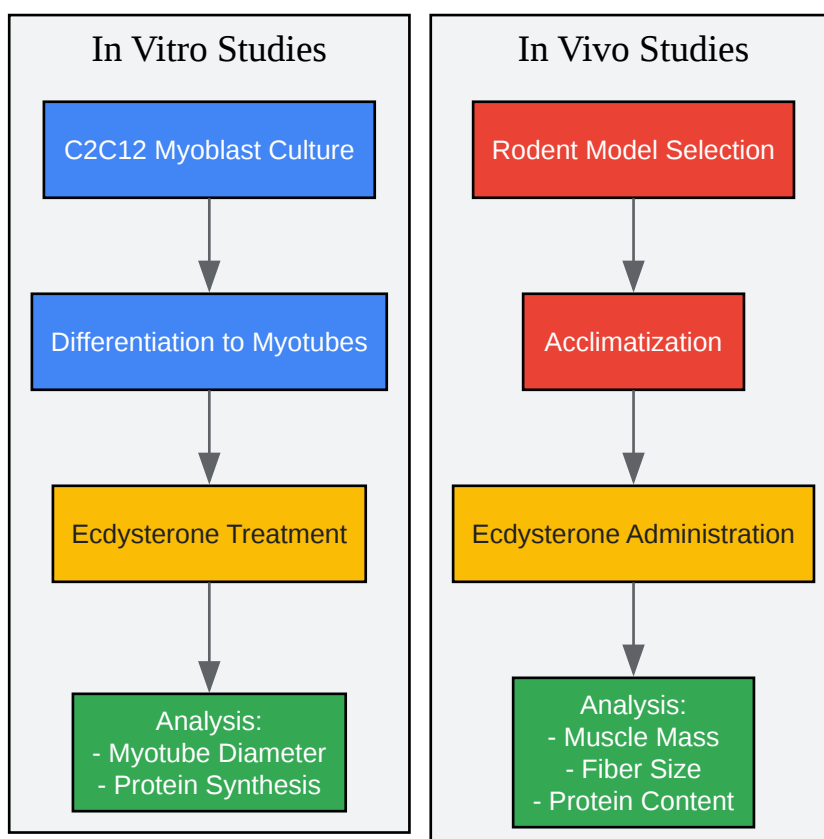 In Vitro Studies
C2C12 Myoblast Culture
Differentiation to Myotubes
Ecdysterone Treatment
Analysis:
- Myotube Diameter
- Protein Synthesis
In Vivo Studies
Rodent Model Selection
Acclimatization
Ecdysterone Administration
Analysis:
- Muscle Mass
- Fiber Size
- Protein Content